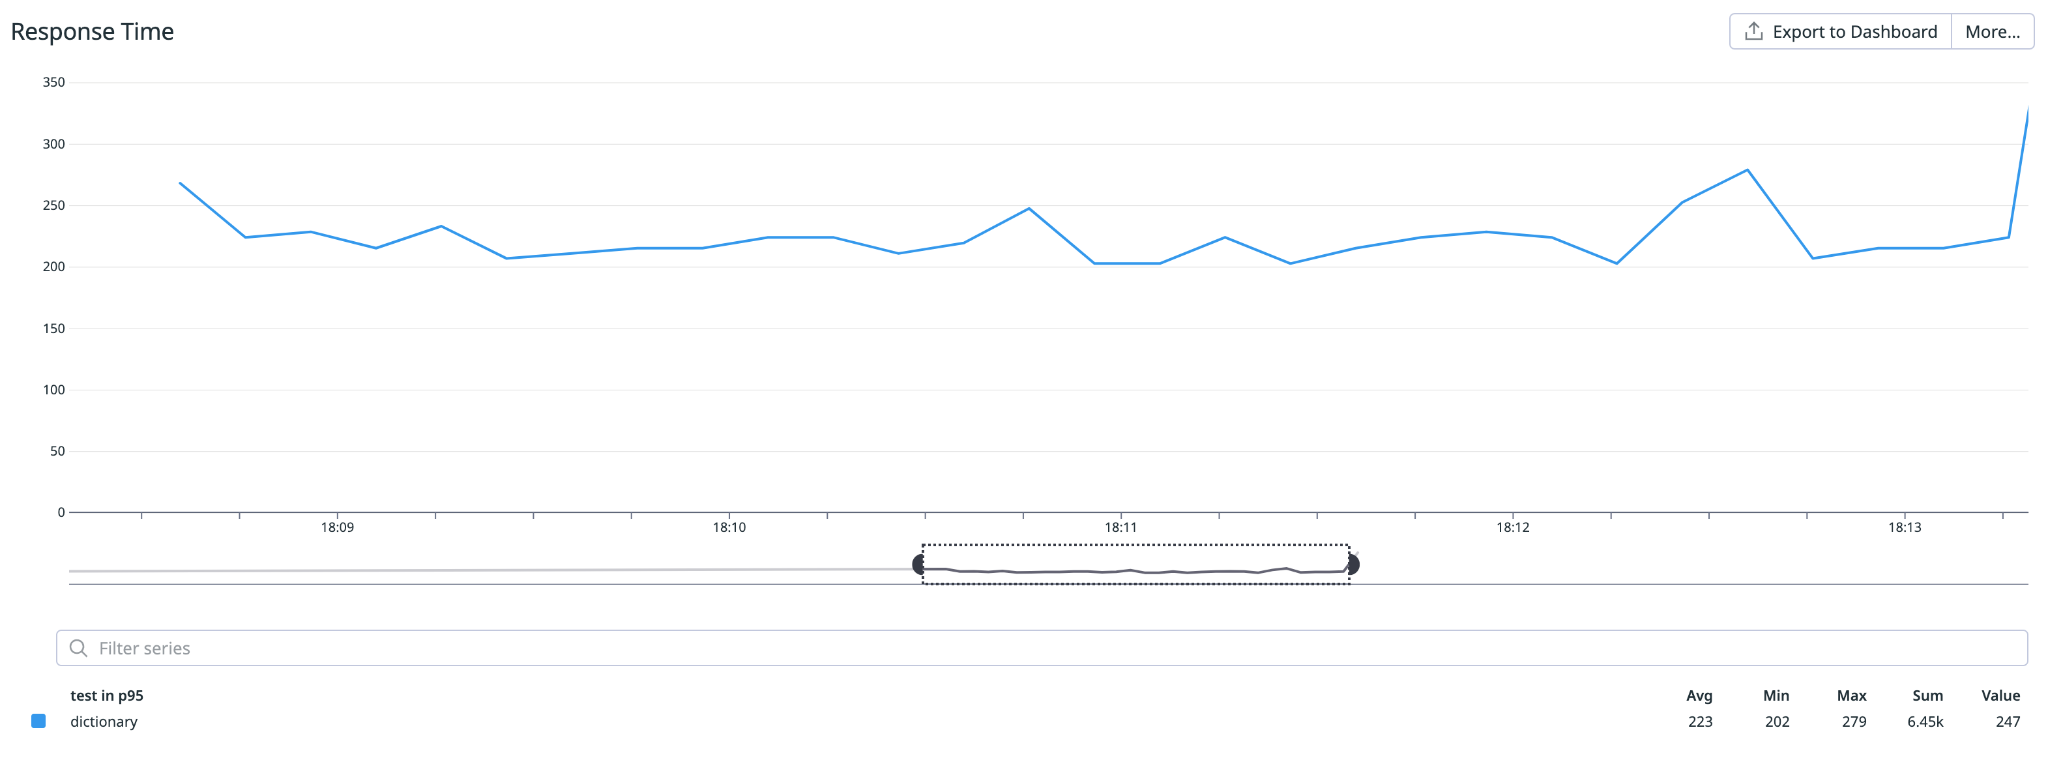 Response Time
Export to Dashboard More...
350
300
250
200
150
100
50
0
18:09 18:10 18:11 18:12 18:13
Filter series
test in p95 Avg Min Max Sum Value
dictionary 223 202 279 6.45k 247